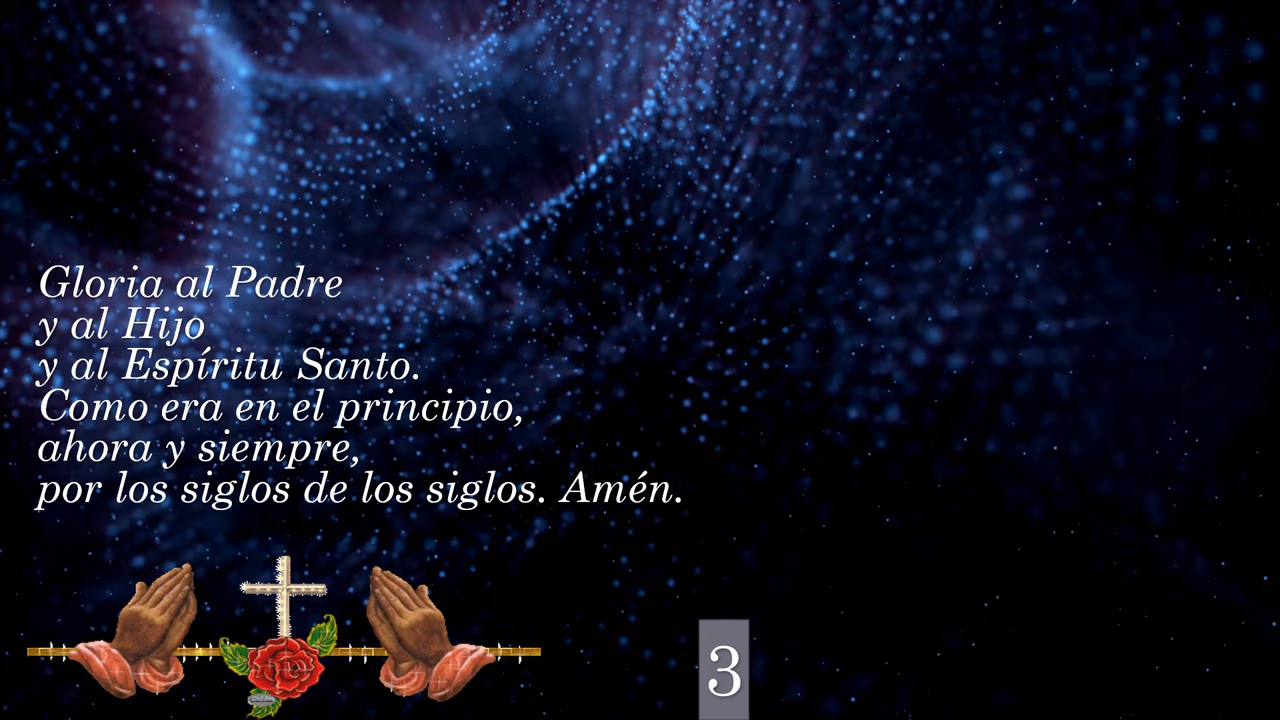 Gloria al Padre
y al Hijo
y al Espíritu Santo.
Como era en el principio,
ahora y siempre,
por los siglos de los siglos. Amén.
3